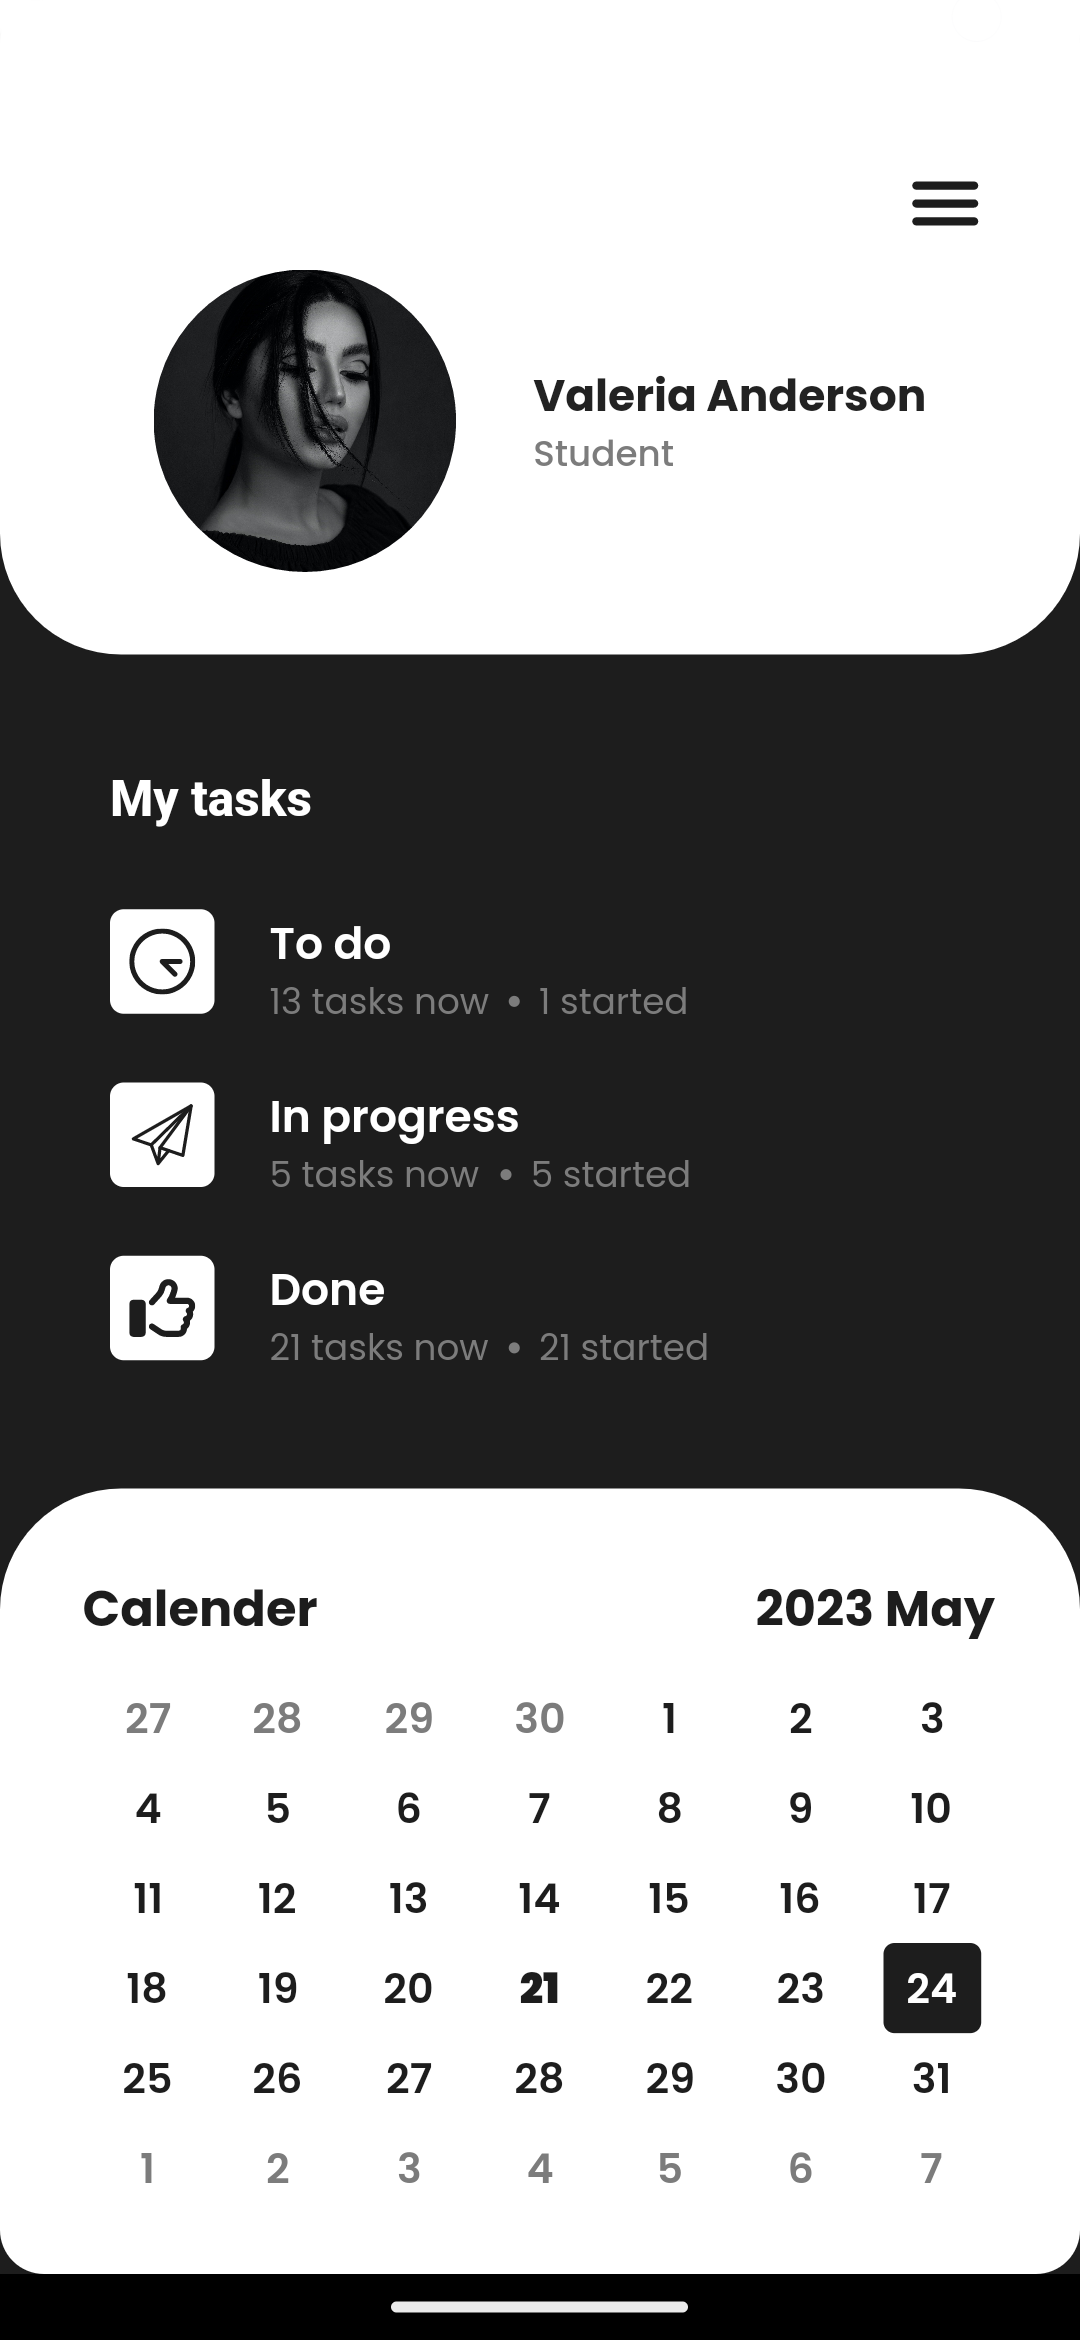 Valeria Anderson
Student
My tasks
To do
13 tasks now • 1 started
In progress
5 tasks now • 5 started
Done
21 tasks now • 21 started
Calender 2023 May
27 28 29 30 1 2 3
4 5 6 7 8 9 10
11 12 13 14 15 16 17
18 19 20 21 22 23 24
25 26 27 28 29 30 31
1 2 3 4 5 6 7